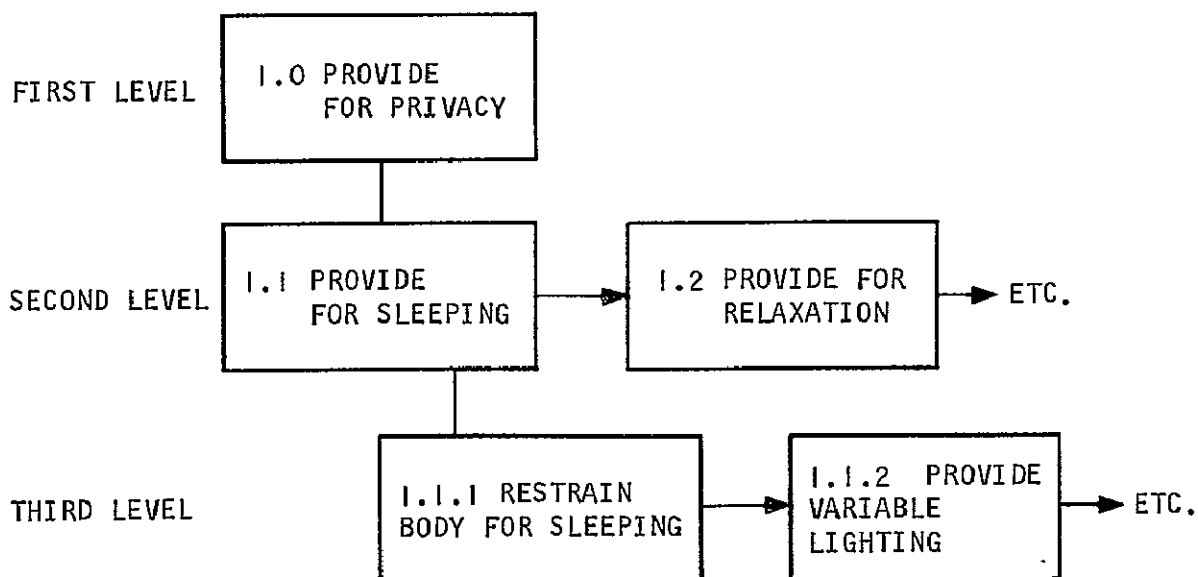 FIRST LEVEL
1.0 PROVIDE
FOR PRIVACY
SECOND LEVEL
1.1 PROVIDE
FOR SLEEPING
1.2 PROVIDE FOR
RELAXATION
ETC.
THIRD LEVEL
1.1.1 RESTRAIN
BODY FOR SLEEPING
1.1.2 PROVIDE
VARIABLE
LIGHTING
ETC.